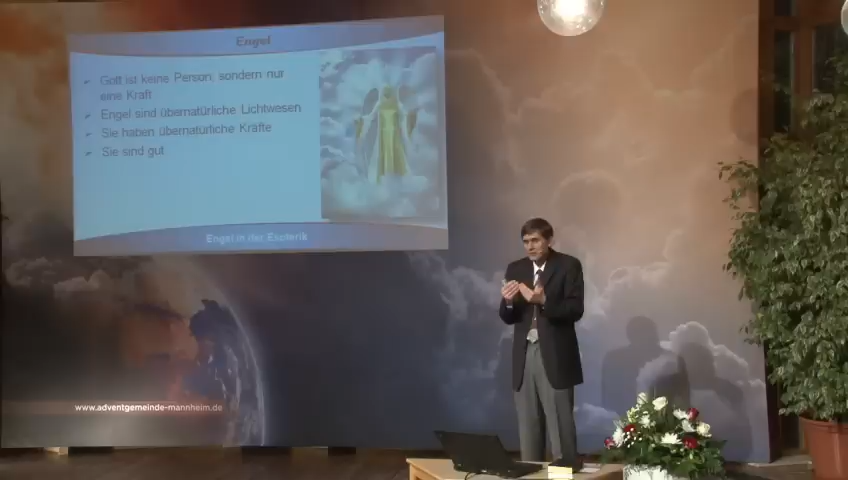 Engel
Gott ist keine Person, sondern nur
eine Kraft
Engel sind übernatürliche Lichtwesen
Sie haben übernatürliche Kräfte
Sie sind gut
Engel in der Esoterik
www.adventgemeinde-mannheim.de